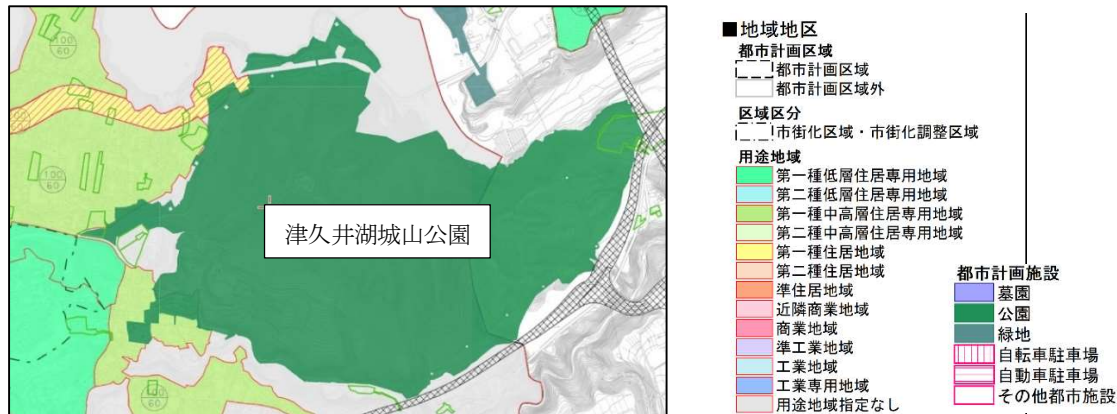 100
60
100
60
津久井湖城山公園
100
60
■地域地区
都市計画区域
都市計画区域
都市計画区域外
区域区分
市街化区域・市街化調整区域
用途地域
第一種低層住居専用地域
第二種低層住居専用地域
第一種中高層住居専用地域
第二種中高層住居専用地域
第一種住居地域
第二種住居地域
準住居地域
近隣商業地域
商業地域
準工業地域
工業地域
工業専用地域
用途地域指定なし
都市計画施設
墓園
公園
緑地
自転車駐車場
自動車駐車場
その他都市施設